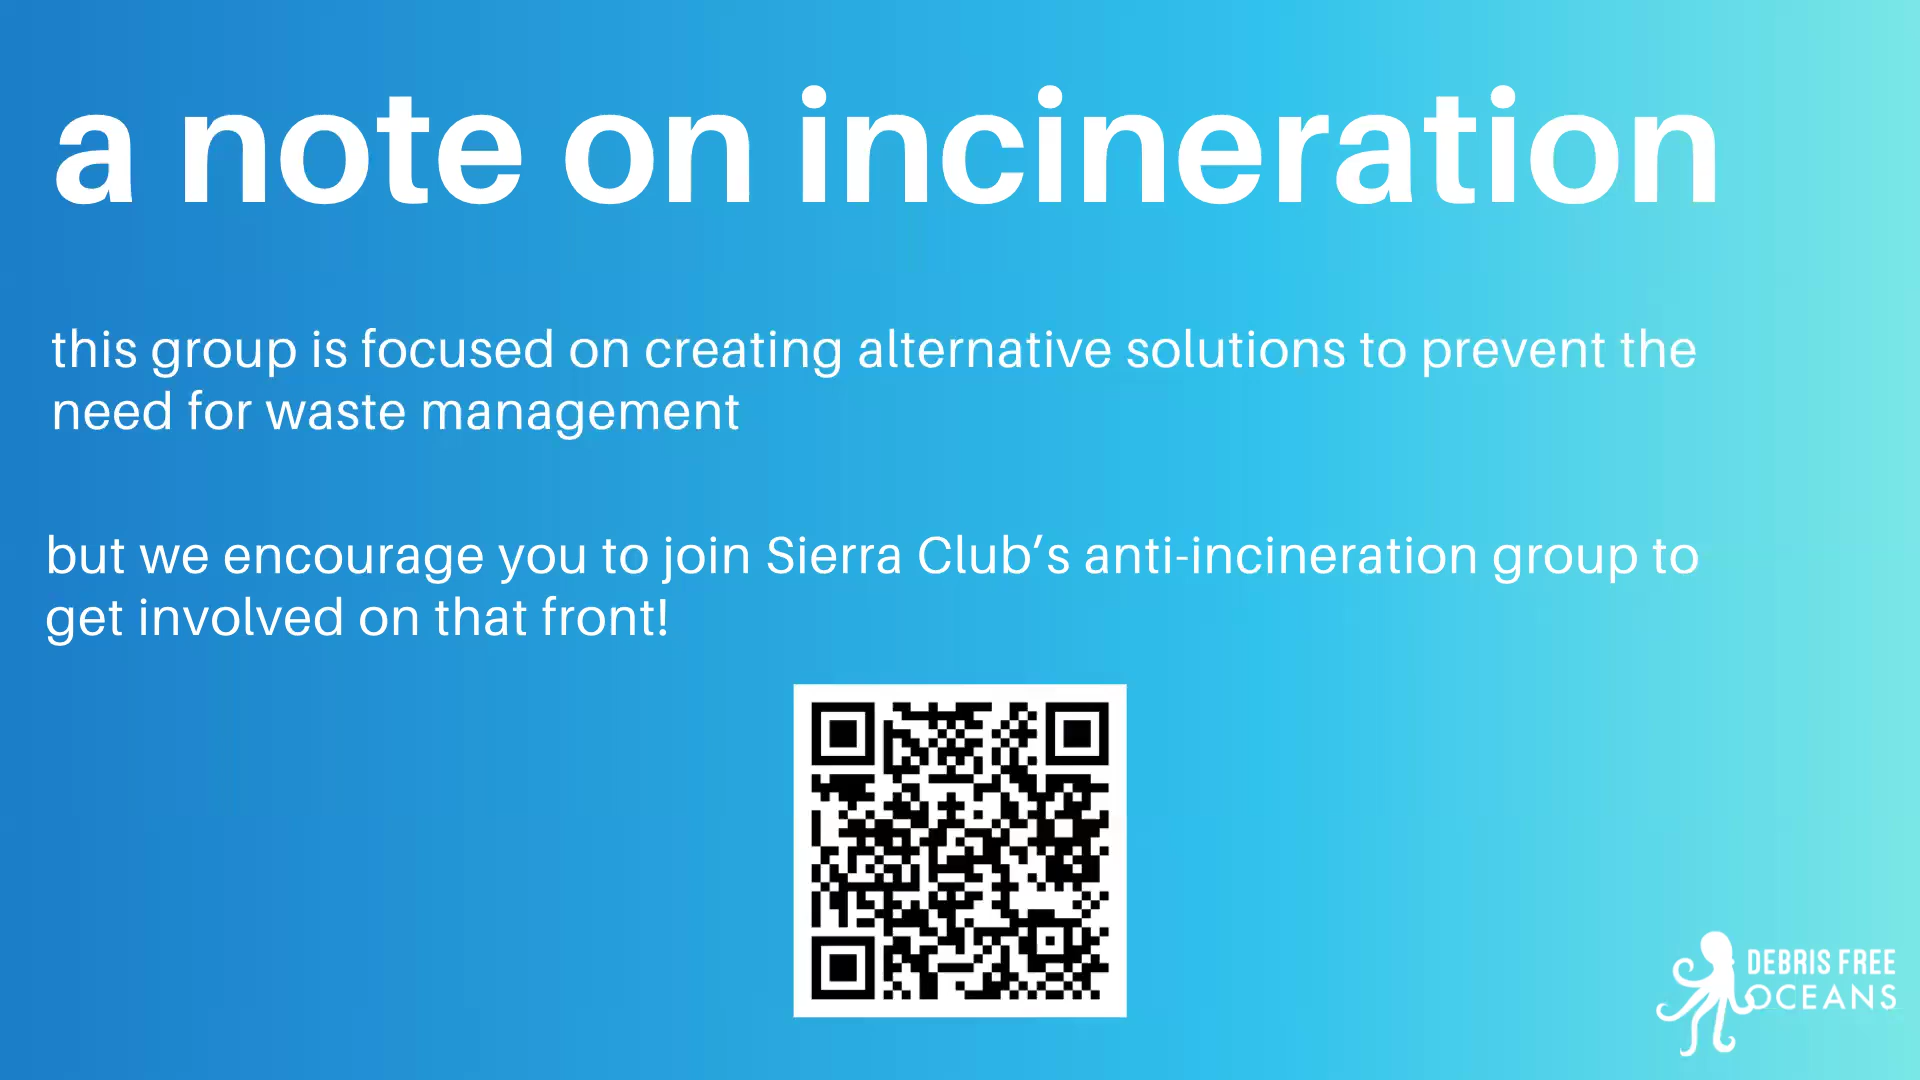 a note on incineration
this group is focused on creating alternative solutions to prevent the
need for waste management
but we encourage you to join Sierra Club’s anti-incineration group to
get involved on that front!
DEBRIS FREE
OCEANS